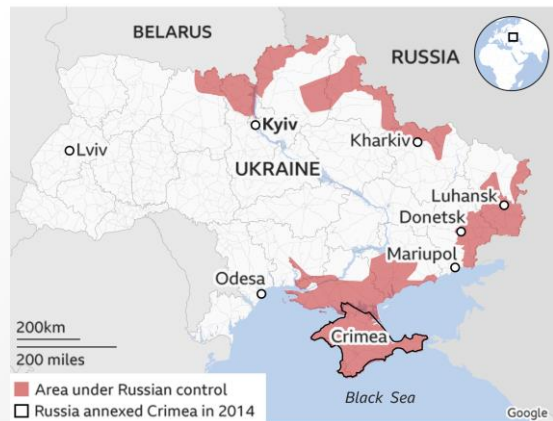 BELARUS
RUSSIA
Kyiv
Lviv
Kharkiv
UKRAINE
Luhansk
Donetsk
Mariupol
Odesa
200km
200 miles
Crimea
Area under Russian control
Black Sea
Russia annexed Crimea in 2014
Google